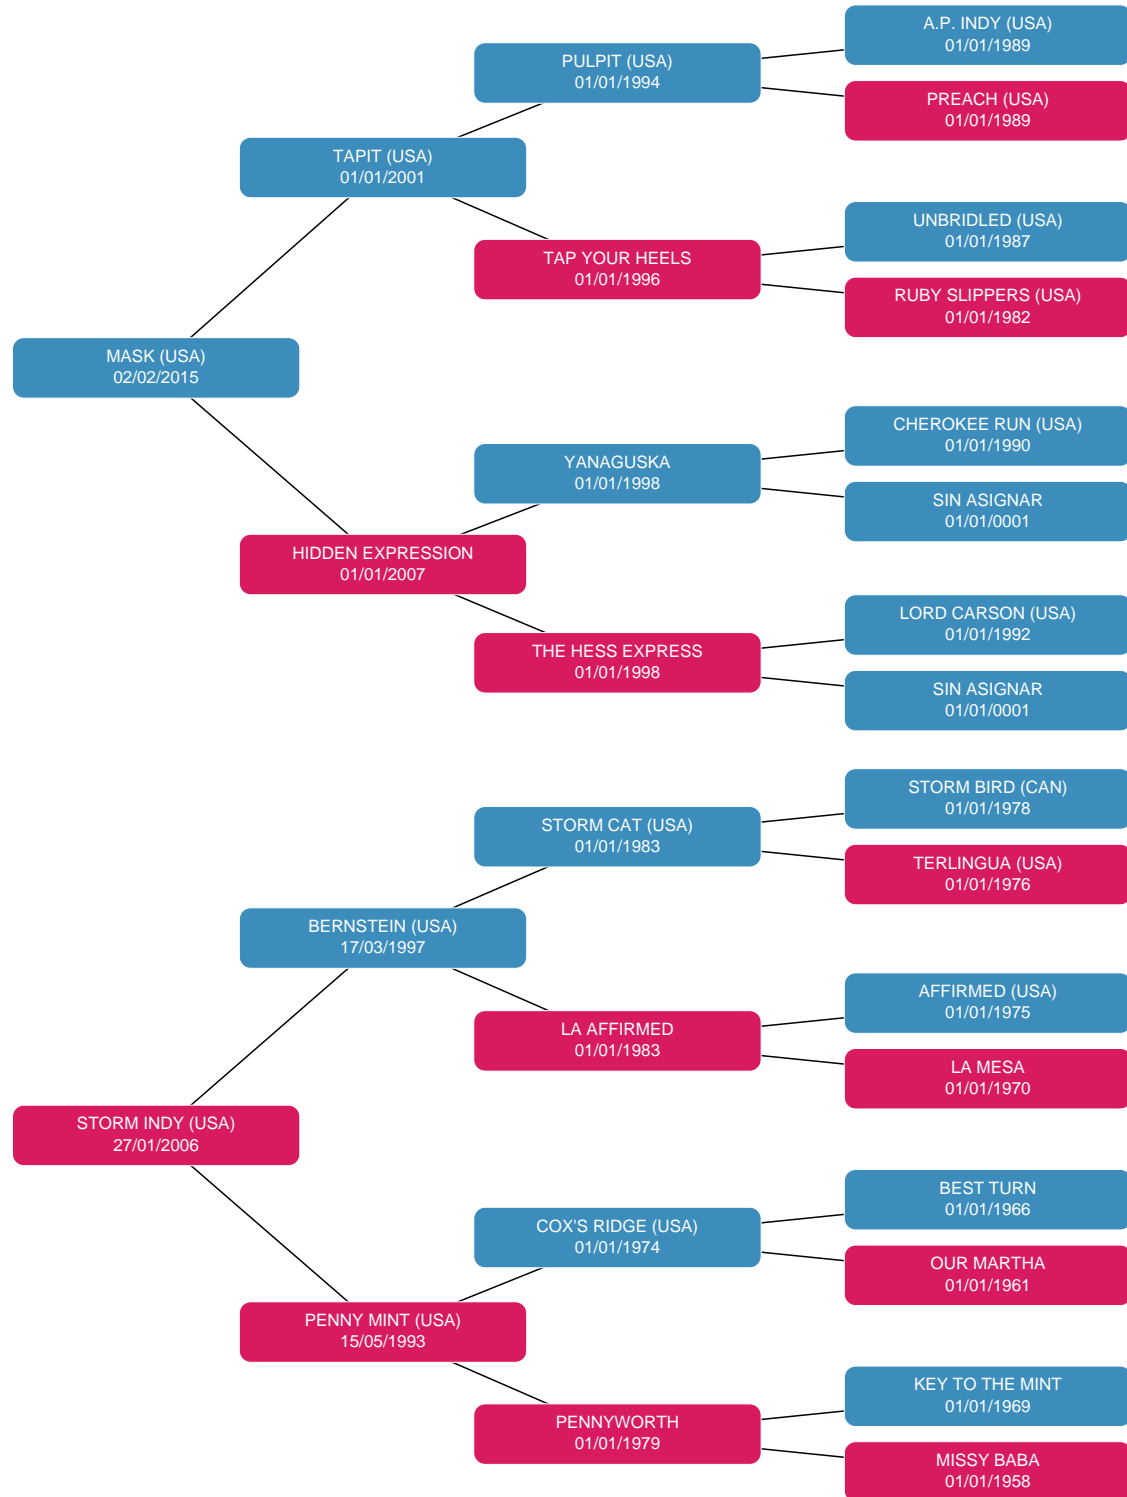 A.P. INDY (USA)
01/01/1989
PULPIT (USA)
01/01/1994
PREACH (USA)
01/01/1989
TAPIT (USA)
01/01/2001
UNBRIDLED (USA)
01/01/1987
TAP YOUR HEELS
01/01/1996
RUBY SLIPPERS (USA)
01/01/1982
MASK (USA)
02/02/2015
CHEROKEE RUN (USA)
01/01/1990
YANAGUSKA
01/01/1998
SIN ASIGNAR
01/01/0001
HIDDEN EXPRESSION
01/01/2007
LORD CARSON (USA)
01/01/1992
THE HESS EXPRESS
01/01/1998
SIN ASIGNAR
01/01/0001
STORM BIRD (CAN)
01/01/1978
STORM CAT (USA)
01/01/1983
TERLINGUA (USA)
01/01/1976
BERNSTEIN (USA)
17/03/1997
AFFIRMED (USA)
01/01/1975
LA AFFIRMED
01/01/1983
LA MESA
01/01/1970
STORM INDY (USA)
27/01/2006
BEST TURN
01/01/1966
COX'S RIDGE (USA)
01/01/1974
OUR MARTHA
01/01/1961
PENNY MINT (USA)
15/05/1993
KEY TO THE MINT
01/01/1969
PENNYWORTH
01/01/1979
MISSY BABA
01/01/1958